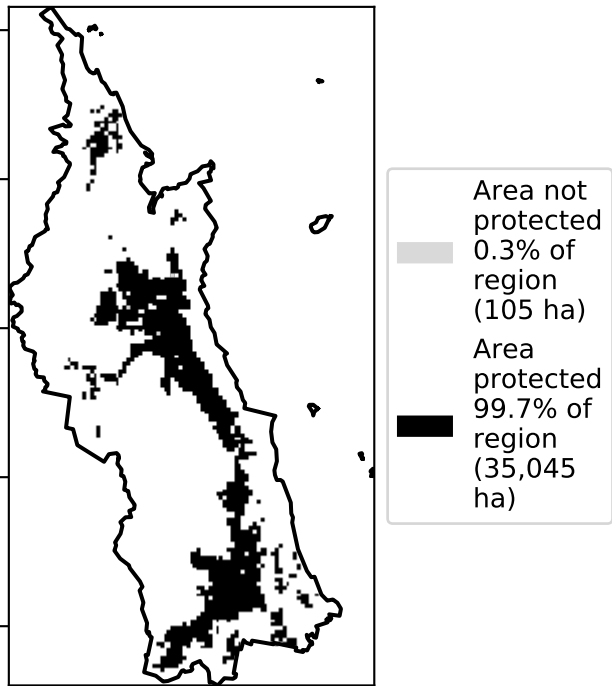 Area not
protected
0.3% of
region
(105 ha)
Area
protected
99.7% of
region
(35,045
ha)